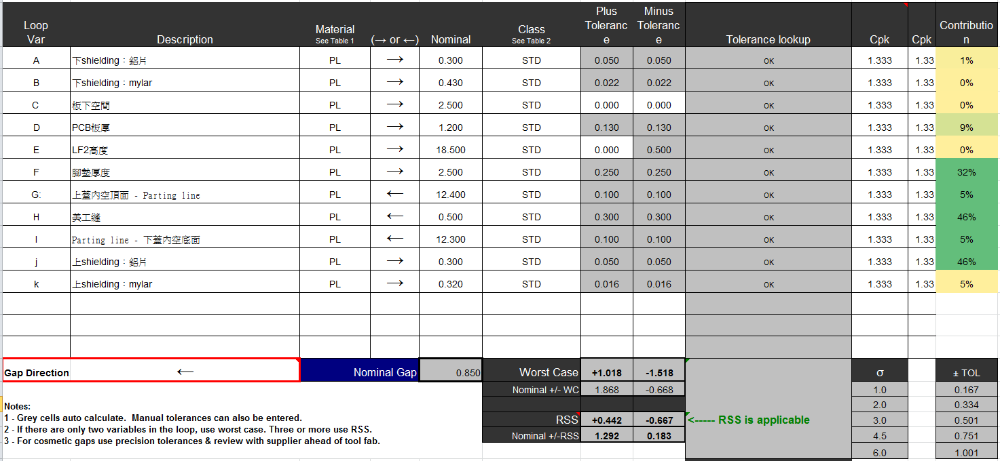 Loop Var Description Material See Table 1 (→ or ←) Nominal Class See Table 2 Plus Toleranc e Minus Toleranc e Tolerance lookup Cpk Cpk Contributio n
A 下shielding：鋁片 PL → 0.300 STD 0.050 0.050 OK 1.333 1.33 1%
B 下shielding：mylar PL → 0.430 STD 0.022 0.022 OK 1.333 1.33 0%
C 板下空間 PL → 2.500 STD 0.000 0.000 OK 1.333 1.33 0%
D PCB板厚 PL → 1.200 STD 0.130 0.130 OK 1.333 1.33 9%
E LF2高度 PL → 18.500 STD 0.000 0.500 OK 1.333 1.33 0%
F 腳墊厚度 PL → 2.500 STD 0.250 0.250 OK 1.333 1.33 32%
G: 上蓋內空頂面 - Parting line PL ← 12.400 STD 0.100 0.100 OK 1.333 1.33 5%
H 美工縫 PL ← 0.500 STD 0.300 0.300 OK 1.333 1.33 46%
I Parting line - 下蓋內空底面 PL ← 12.300 STD 0.100 0.100 OK 1.333 1.33 5%
j 上shielding：鋁片 PL → 0.300 STD 0.050 0.050 OK 1.333 1.33 46%
k 上shielding：mylar PL → 0.320 STD 0.016 0.016 OK 1.333 1.33 5%
Gap Direction ← Nominal Gap 0.850 Worst Case +1.018 -1.518 σ ± TOL
Nominal +/- WC 1.868 -0.668 1.0 0.167
2.0 0.334
RSS +0.442 -0.667 <----- RSS is applicable 3.0 0.501
Nominal +/-RSS 1.292 0.183 4.5 0.751
6.0 1.001
Notes:
1 - Grey cells auto calculate.  Manual tolerances can also be entered.
2 - If there are only two variables in the loop, use worst case. Three or more use RSS.
3 - For cosmetic gaps use precision tolerances & review with supplier ahead of tool fab.